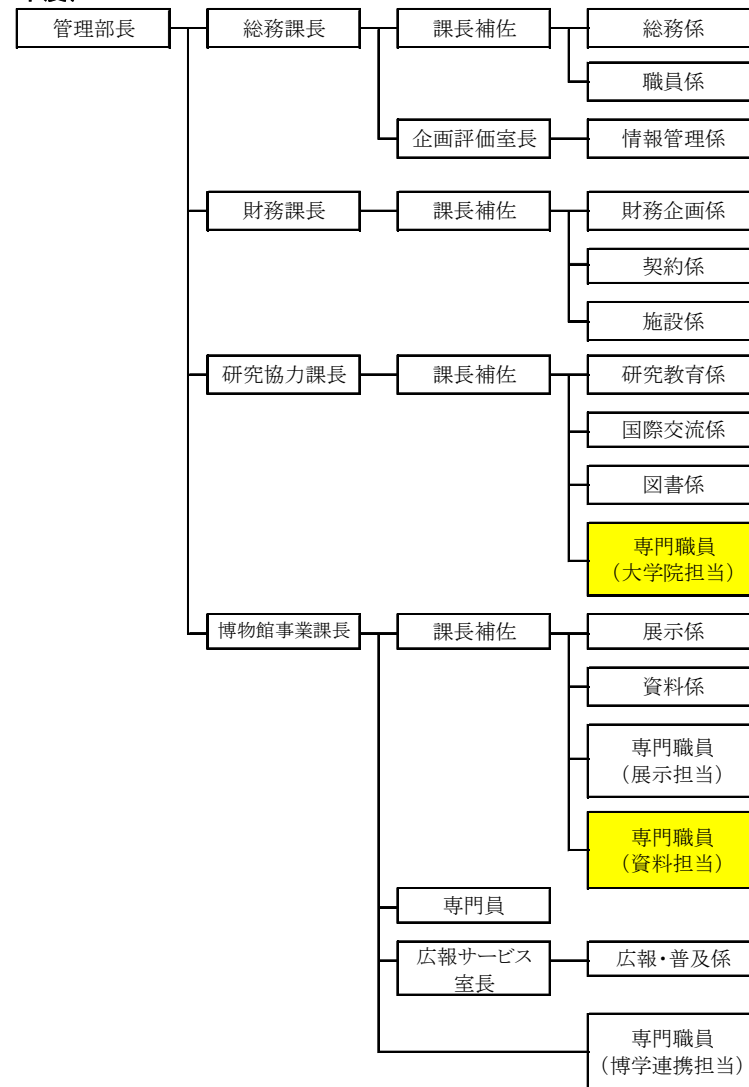 管理部長
総務課長
課長補佐
総務係
職員係
企画評価室長
情報管理係
財務課長
課長補佐
財務企画係
契約係
施設係
研究協力課長
課長補佐
研究教育係
国際交流係
図書係
専門職員
（大学院担当）
博物館事業課長
課長補佐
展示係
資料係
専門職員
（展示担当）
専門職員
（資料担当）
専門員
広報サービス
室長
広報・普及係
専門職員
（博学連携担当）